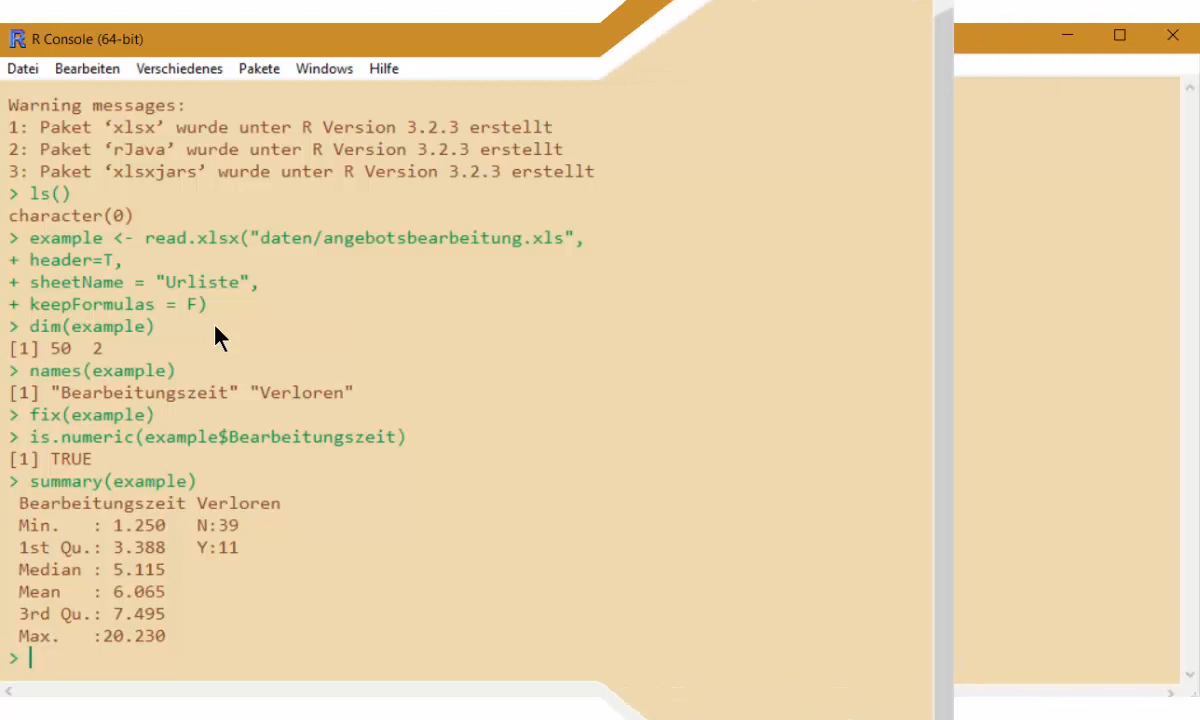 R Console (64-bit)
Datei Bearbeiten Verschiedenes Pakete Windows Hilfe
Warning messages:
1: Paket ‘xlsx’ wurde unter R Version 3.2.3 erstellt
2: Paket ‘rJava’ wurde unter R Version 3.2.3 erstellt
3: Paket ‘xlsxjars’ wurde unter R Version 3.2.3 erstellt
> ls()
character(0)
> example <- read.xlsx("daten/angebotsbearbeitung.xls",
+ header=T,
+ sheetName = "Urliste",
+ keepFormulas = F)
> dim(example)
[1] 50  2
> names(example)
[1] "Bearbeitungszeit" "Verloren"
> fix(example)
> is.numeric(example$Bearbeitungszeit)
[1] TRUE
> summary(example)
 Bearbeitungszeit Verloren
 Min.   : 1.250   N:39
 1st Qu.: 3.388   Y:11
 Median : 5.115
 Mean   : 6.065
 3rd Qu.: 7.495
 Max.   :20.230
>